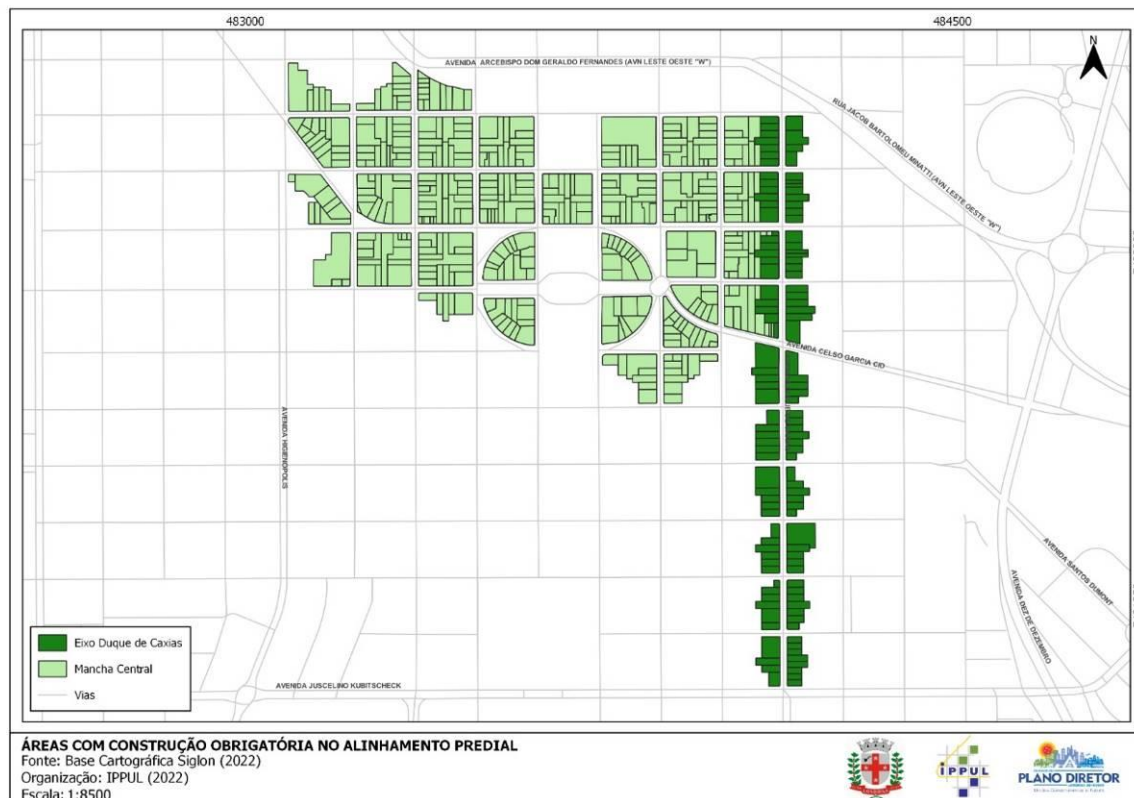 483000
484500
N
AVENIDA ARCEBISPO DOM GERALDO FERNANDES (AVN LESTE OESTE "W")
RUA JACOB BARTOLOMEU MINATTI (AVN LESTE OESTE "W")
AVENIDA CELSO GARCIA CID
AVENIDA HIGIENOPOLIS
AVENIDA SANTOS DUMONT
AVENIDA DEZ DE DEZEMBRO
Eixo Duque de Caxias
Mancha Central
Vias
AVENIDA JUSCELINO KUBITSCHECK
ÁREAS COM CONSTRUÇÃO OBRIGATÓRIA NO ALINHAMENTO PREDIAL
Fonte: Base Cartográfica Siglon (2022)
Organização: IPPUL (2022)
Escala: 1:8500
IPPUL
PLANO DIRETOR